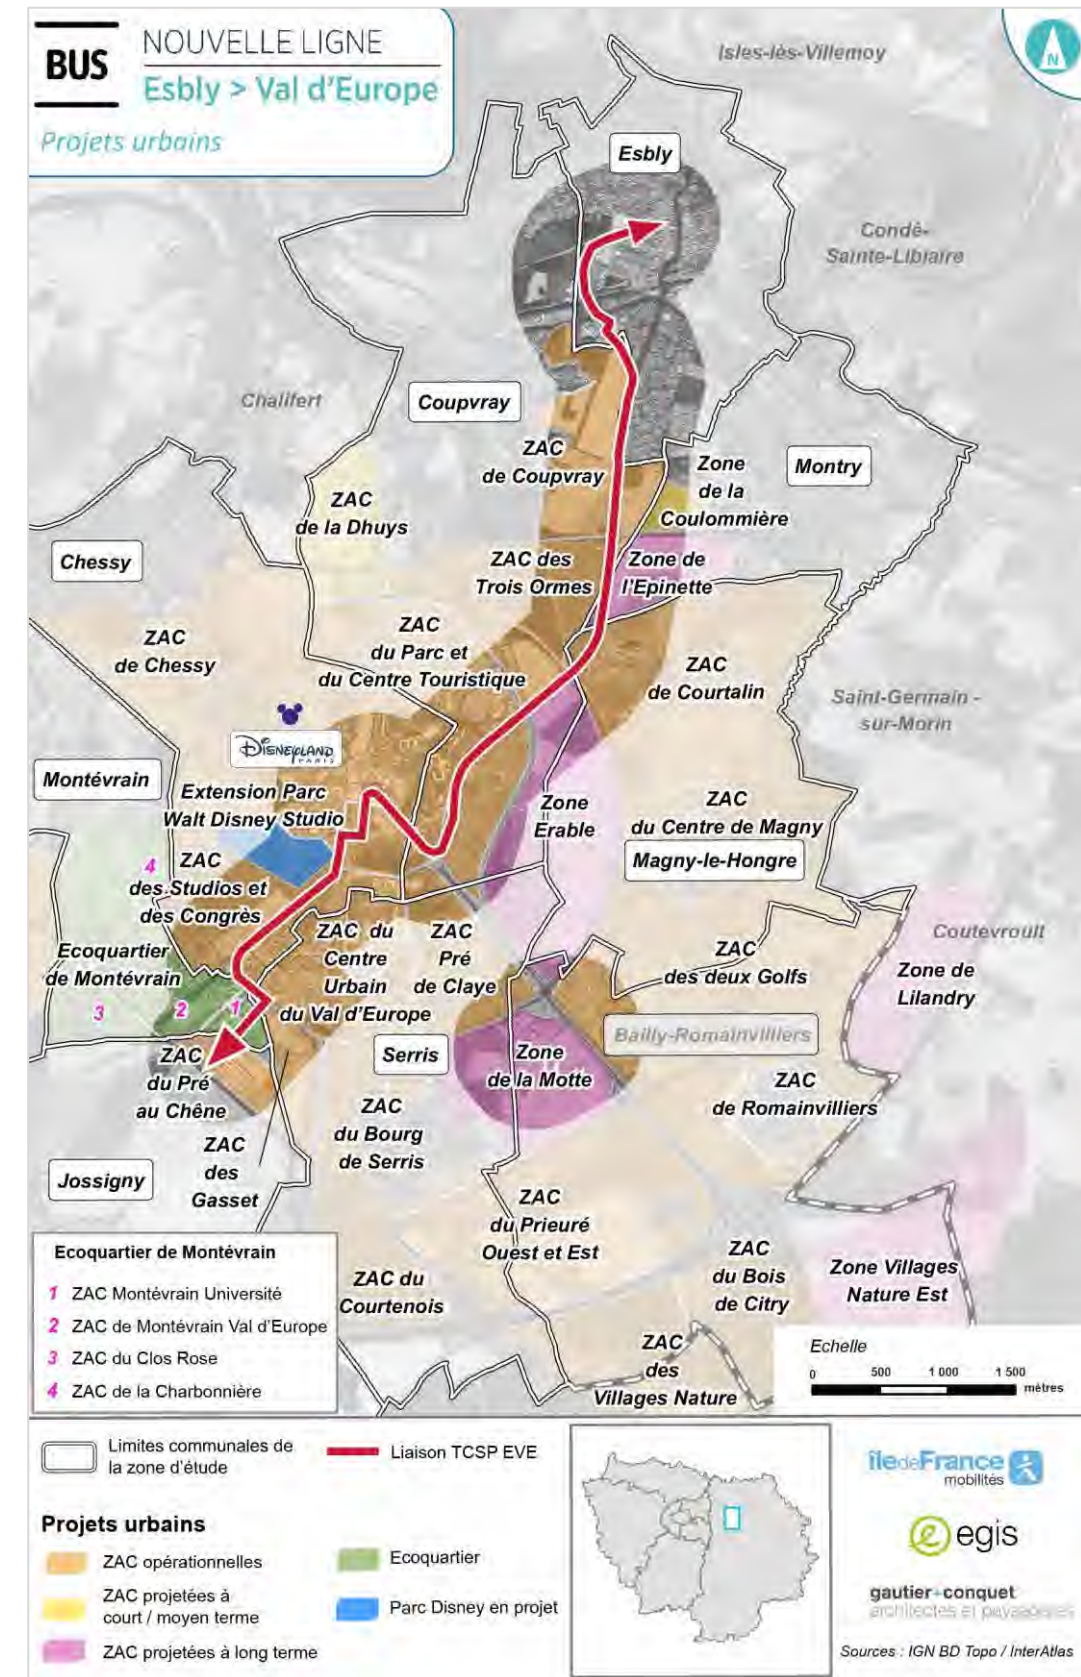 BUS
NOUVELLE LIGNE
Esbly > Val d'Europe
Projets urbains
N
Isles-lès-Villemoy
Esbly
Condé-
Sainte-Libiaire
Chalifert
Coupvray
ZAC
de Coupvray
Zone
de la
Coulommière
Montry
ZAC
de la Dhuys
Chessy
ZAC des
Trois Ormes
Zone de
l'Epinette
ZAC
de Chessy
ZAC
du Parc et
du Centre Touristique
ZAC
de Courtalin
Saint-Germain -
sur-Morin
DISNEYLAND
PARIS
Montévrain
Extension Parc
Walt Disney Studio
Zone
Erable
ZAC
du Centre de Magny
Magny-le-Hongre
4
ZAC
des Studios et
des Congrès
Ecoquartier
de Montévrain
ZAC du
Centre
Urbain
du Val d'Europe
ZAC
Pré
de Claye
ZAC
des deux Golfs
Coutevroult
Zone de
Lilandry
3
2
1
Bailly-Romainvilliers
Serris
Zone
de la Motte
ZAC
du Pré
au Chêne
ZAC
de Romainvilliers
ZAC
du Bourg
de Serris
ZAC
des
Gasset
Jossigny
ZAC
du Prieuré
Ouest et Est
ZAC du
Courtenois
ZAC
du Bois
de Citry
Zone Villages
Nature Est
ZAC
des
Villages Nature
Ecoquartier de Montévrain
1 ZAC Montévrain Université
2 ZAC de Montévrain Val d'Europe
3 ZAC du Clos Rose
4 ZAC de la Charbonnière
Echelle
0 500 1 000 1 500
mètres
Limites communales de
la zone d'étude
Liaison TCSP EVE
Projets urbains
ZAC opérationnelles
ZAC projetées à
court / moyen terme
ZAC projetées à long terme
Ecoquartier
Parc Disney en projet
îledeFrance
mobilités
egis
gautier+conquet
architectes et paysagistes
Sources : IGN BD Topo / InterAtlas